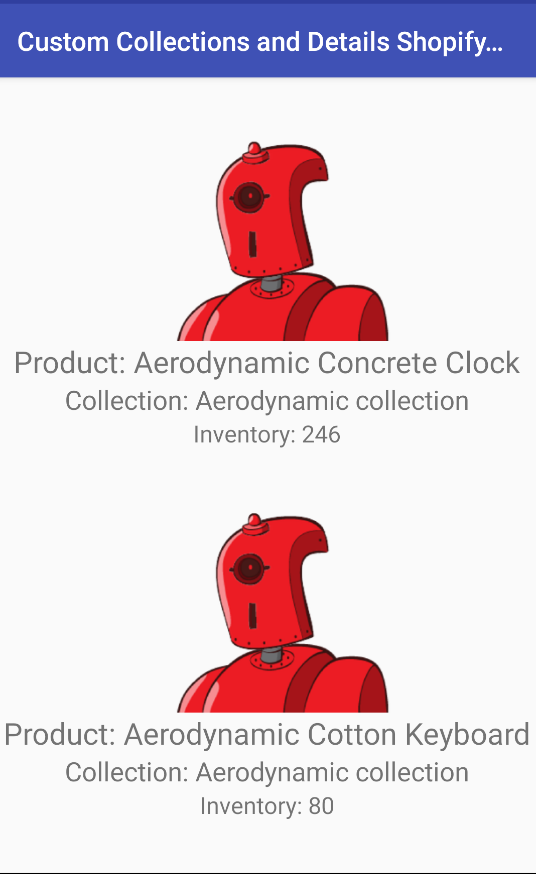 Custom Collections and Details Shopify...
Product: Aerodynamic Concrete Clock
Collection: Aerodynamic collection
Inventory: 246
Product: Aerodynamic Cotton Keyboard
Collection: Aerodynamic collection
Inventory: 80